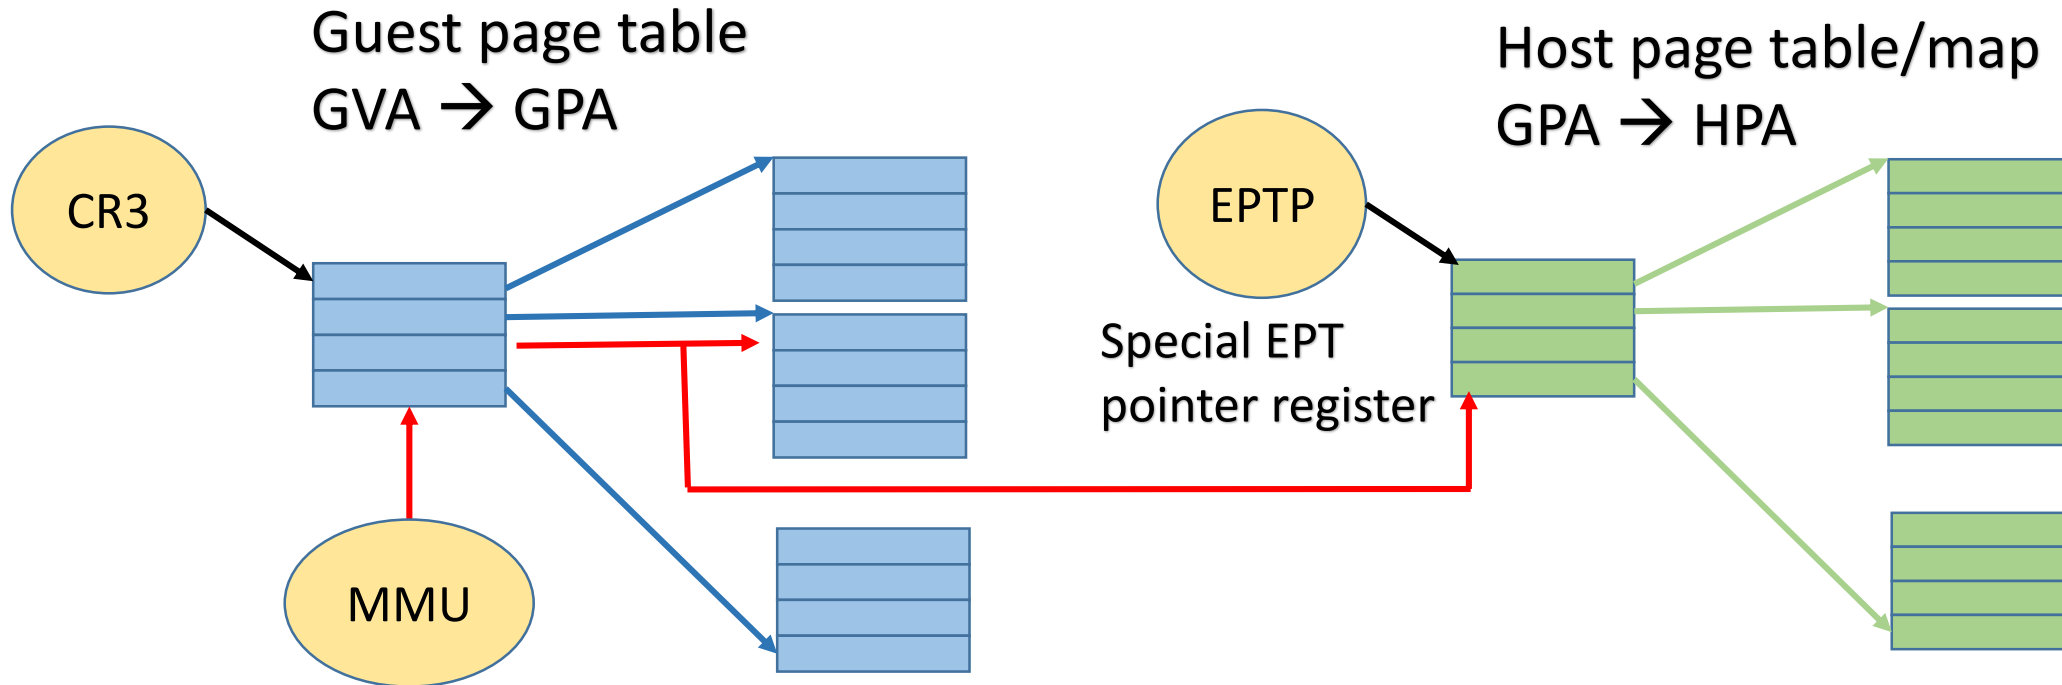 Guest page table
GVA → GPA
Host page table/map
GPA → HPA
CR3
EPTP
Special EPT
pointer register
MMU